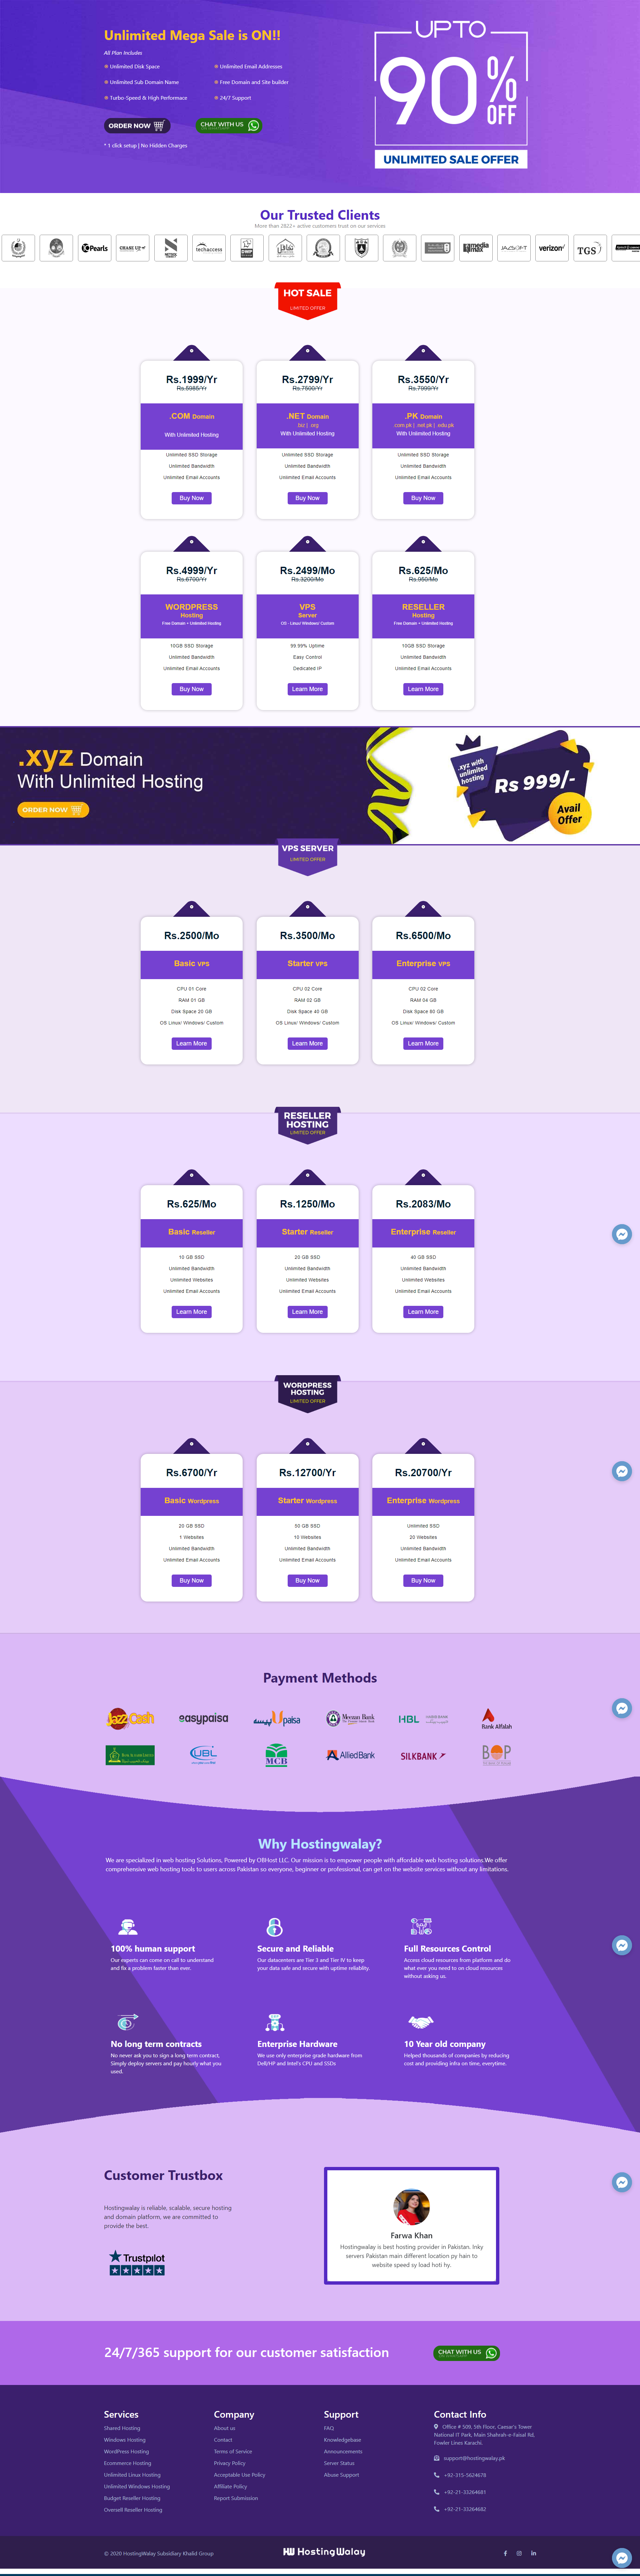 Unlimited Mega Sale is ON!!
All Plan Includes
Unlimited Disk Space
Unlimited Email Addresses
Unlimited Sub Domain Name
Free Domain and Site builder
Turbo-Speed & High Performace
24/7 Support
ORDER NOW
CHAT WITH US
* 1 click setup | No Hidden Charges
UPTO
90% OFF
UNLIMITED SALE OFFER
Our Trusted Clients
More than 2822+ active customers trust on our services
Pearls
CHASE UP
techaccess
verizon
TGS
HOT SALE
LIMITED OFFER
Rs.1999/Yr
Rs.5985/Yr
.COM Domain
With Unlimited Hosting
Unlimited SSD Storage
Unlimited Bandwidth
Unlimited Email Accounts
Buy Now
Rs.2799/Yr
Rs.7500/Yr
.NET Domain
.biz | .org
With Unlimited Hosting
Unlimited SSD Storage
Unlimited Bandwidth
Unlimited Email Accounts
Buy Now
Rs.3550/Yr
Rs.7999/Yr
.PK Domain
com.pk | .net.pk | .edu.pk
With Unlimited Hosting
Unlimited SSD Storage
Unlimited Bandwidth
Unlimited Email Accounts
Buy Now
Rs.4999/Yr
Rs.6700/Yr
WORDPRESS
Hosting
Free Domain + Unlimited Hosting
10GB SSD Storage
Unlimited Bandwidth
Unlimited Email Accounts
Buy Now
Rs.2499/Mo
Rs.3200/Mo
VPS
Server
OS - Linux/ Windows/ Custom
99.99% Uptime
Easy Control
Dedicated IP
Learn More
Rs.625/Mo
Rs.950/Mo
RESELLER
Hosting
Free Domain + Unlimited Hosting
10GB SSD Storage
Unlimited Bandwidth
Unlimited Email Accounts
Learn More
.xyz Domain
With Unlimited Hosting
ORDER NOW
.xyz with
unlimited
hosting
Rs 999/-
Avail
Offer
VPS SERVER
LIMITED OFFER
Rs.2500/Mo
Basic VPS
CPU 01 Core
RAM 01 GB
Disk Space 20 GB
OS Linux/ Windows/ Custom
Learn More
Rs.3500/Mo
Starter VPS
CPU 02 Core
RAM 02 GB
Disk Space 40 GB
OS Linux/ Windows/ Custom
Learn More
Rs.6500/Mo
Enterprise VPS
CPU 02 Core
RAM 04 GB
Disk Space 80 GB
OS Linux/ Windows/ Custom
Learn More
RESELLER
HOSTING
LIMITED OFFER
Rs.625/Mo
Basic Reseller
10 GB SSD
Unlimited Bandwidth
Unlimited Websites
Unlimited Email Accounts
Learn More
Rs.1250/Mo
Starter Reseller
20 GB SSD
Unlimited Bandwidth
Unlimited Websites
Unlimited Email Accounts
Learn More
Rs.2083/Mo
Enterprise Reseller
40 GB SSD
Unlimited Bandwidth
Unlimited Websites
Unlimited Email Accounts
Learn More
WORDPRESS
HOSTING
LIMITED OFFER
Rs.6700/Yr
Basic Wordpress
20 GB SSD
1 Websites
Unlimited Bandwidth
Unlimited Email Accounts
Buy Now
Rs.12700/Yr
Starter Wordpress
50 GB SSD
10 Websites
Unlimited Bandwidth
Unlimited Email Accounts
Buy Now
Rs.20700/Yr
Enterprise Wordpress
Unlimited SSD
20 Websites
Unlimited Bandwidth
Unlimited Email Accounts
Buy Now
Payment Methods
JazzCash
easypaisa
Upaisa
Meezan Bank
HBL
Bank Alfalah
UBL
MCB
AlliedBank
SILKBANK
BOP
Why Hostingwalay?
We are specialized in web hosting Solutions, Powered by OBHost LLC. Our mission is to empower people with affordable web hosting solutions.We offer
comprehensive web hosting tools to users across Pakistan so everyone, beginner or professional, can get on the website services without any limitations.
100% human support
Our experts can come on call to understand
and fix a problem faster than ever.
Secure and Reliable
Our datacenters are Tier 3 and Tier IV to keep
your data safe and secure with uptime reliablity.
Full Resources Control
Access cloud resources from platform and do
what ever you need to on cloud resources
without asking us.
No long term contracts
No never ask you to sign a long term contract,
Simply deploy servers and pay hourly what you
used.
Enterprise Hardware
We use only enterprise grade hardware from
Dell/HP and Intel's CPU and SSDs
10 Year old company
Helped thousands of companies by reducing
cost and providing infra on time, everytime.
Customer Trustbox
Hostingwalay is reliable, scalable, secure hosting
and domain platform, we are committed to
provide the best.
Trustpilot
Farwa Khan
Hostingwalay is best hosting provider in Pakistan. Inky
servers Pakistan main different location py hain to
website speed sy load hoti hy.
24/7/365 support for our customer satisfaction
CHAT WITH US
Services
Shared Hosting
Windows Hosting
WordPress Hosting
Ecommerce Hosting
Unlimited Linux Hosting
Unlimited Windows Hosting
Budget Reseller Hosting
Oversell Reseller Hosting
Company
About us
Contact
Terms of Service
Privacy Policy
Acceptable Use Policy
Affiliate Policy
Report Submission
Support
FAQ
Knowledgebase
Announcements
Server Status
Abuse Support
Contact Info
Office # 509, 5th Floor, Caesar's Tower
National IT Park, Main Shahrah-e-Faisal Rd,
Fowler Lines Karachi.
support@hostingwalay.pk
+92-315-5624678
+92-21-33264681
+92-21-33264682
© 2020 HostingWalay Subsidiary Khalid Group
HostingWalay